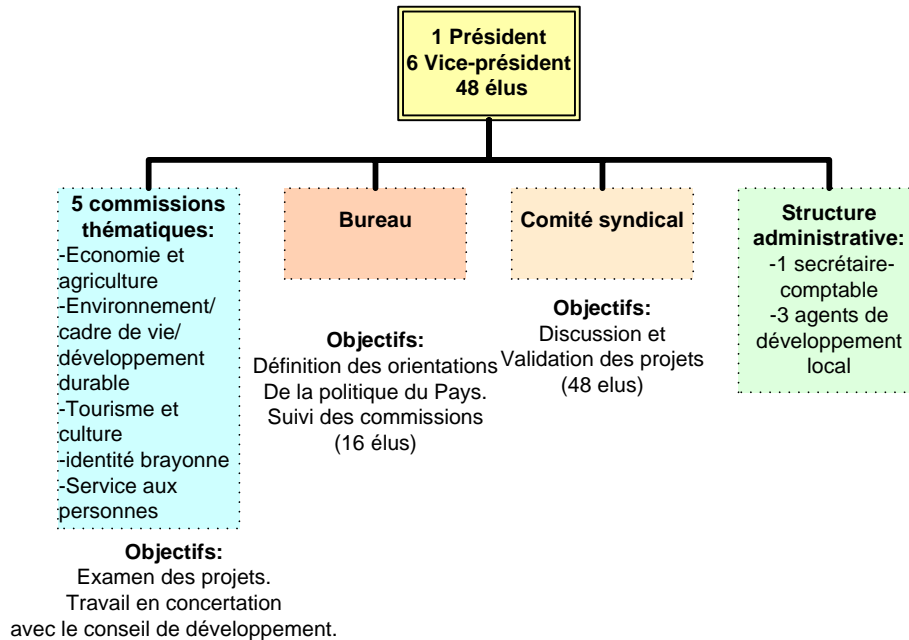 1 Président
6 Vice-président
48 élus
5 commissions
thématiques:
-Economie et
agriculture
-Environnement/
cadre de vie/
développement
durable
-Tourisme et
culture
-identité brayonne
-Service aux
personnes
Objectifs:
Examen des projets.
Travail en concertation
avec le conseil de développement.
Bureau
Objectifs:
Définition des orientations
De la politique du Pays.
Suivi des commissions
(16 élus)
Comité syndical
Objectifs:
Discussion et
Validation des projets
(48 elus)
Structure
administrative:
-1 secrétaire-
comptable
-3 agents de
développement
local